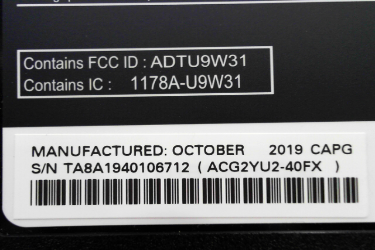 Contains FCC ID : ADTU9W31
Contains IC : 1178A-U9W31
MANUFACTURED: OCTOBER 2019 CAPG
S/N TA8A1940106712 ( ACG2YU2-40FX )